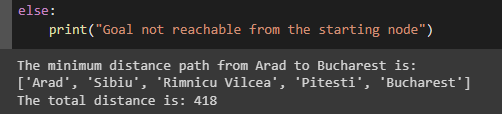 else:
    print("Goal not reachable from the starting node")
The minimum distance path from Arad to Bucharest is:
['Arad', 'Sibiu', 'Rimnicu Vilcea', 'Pitesti', 'Bucharest']
The total distance is: 418